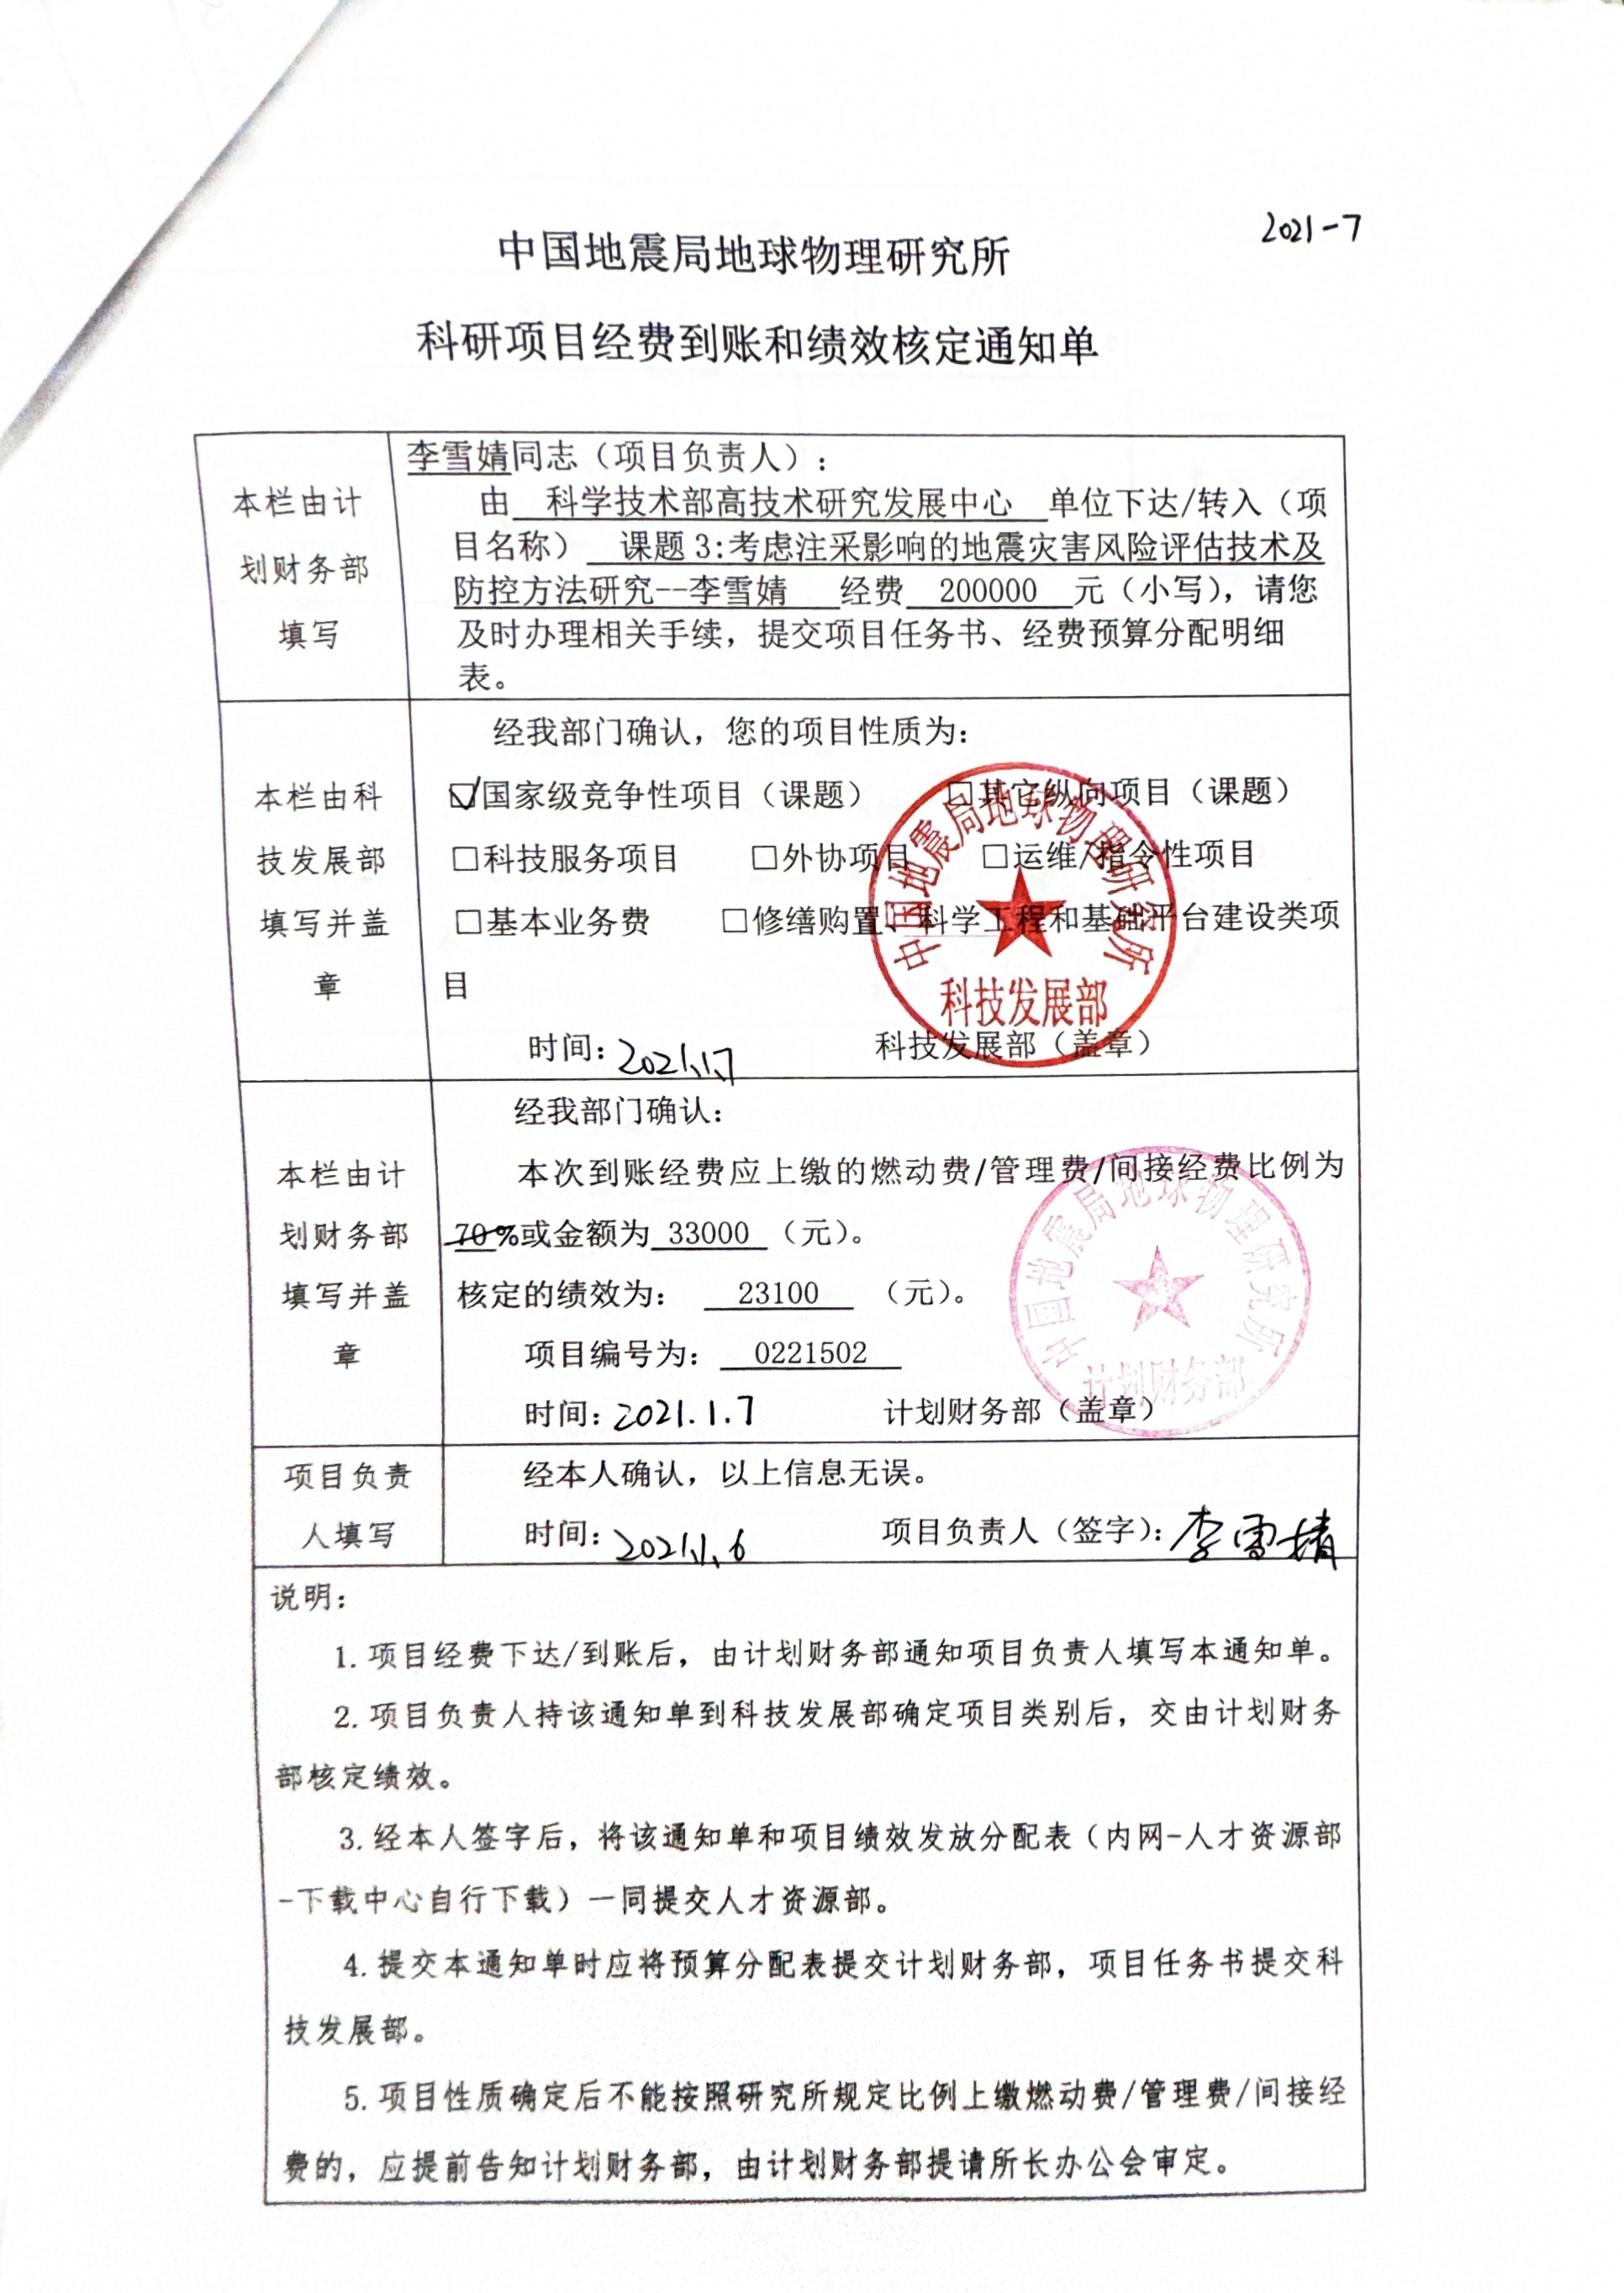 2021-7
中国地震局地球物理研究所
科研项目经费到账和绩效核定通知单
本栏由计
划财务部
填写
李雪婧同志（项目负责人）:
由 科学技术部高技术研究发展中心 单位下达/转入（项
目名称） 课题3:考虑注采影响的地震灾害风险评估技术及
防控方法研究--李雪婧 经费 200000 元（小写），请您
及时办理相关手续，提交项目任务书、经费预算分配明细
表。
本栏由科
技发展部
填写并盖
章
经我部门确认，您的项目性质为：
☑国家级竞争性项目（课题） □其它纵向项目（课题）
□科技服务项目 □外协项目 □运维/指令性项目
□基本业务费 □修缮购置、科学工程和基础平台建设类项
目
时间：2021.1.7 科技发展部（盖章）
中国地震局地球物理研究所
科技发展部
本栏由计
划财务部
填写并盖
章
经我部门确认：
本次到账经费应上缴的燃动费/管理费/间接经费比例为
70%或金额为 33000 （元）。
核定的绩效为： 23100 （元）。
项目编号为： 0221502
时间：2021.1.7 计划财务部（盖章）
中国地震局地球物理研究所
计划财务部
项目负责
人填写
经本人确认，以上信息无误。
时间：2021.1.6 项目负责人（签字）：李雪婧
说明：
1.项目经费下达/到账后，由计划财务部通知项目负责人填写本通知单。
2.项目负责人持该通知单到科技发展部确定项目类别后，交由计划财务
部核定绩效。
3.经本人签字后，将该通知单和项目绩效发放分配表（内网-人才资源部
-下载中心自行下载）一同提交人才资源部。
4.提交本通知单时应将预算分配表提交计划财务部，项目任务书提交科
技发展部。
5.项目性质确定后不能按照研究所规定比例上缴燃动费/管理费/间接经
费的，应提前告知计划财务部，由计划财务部提请所长办公会审定。